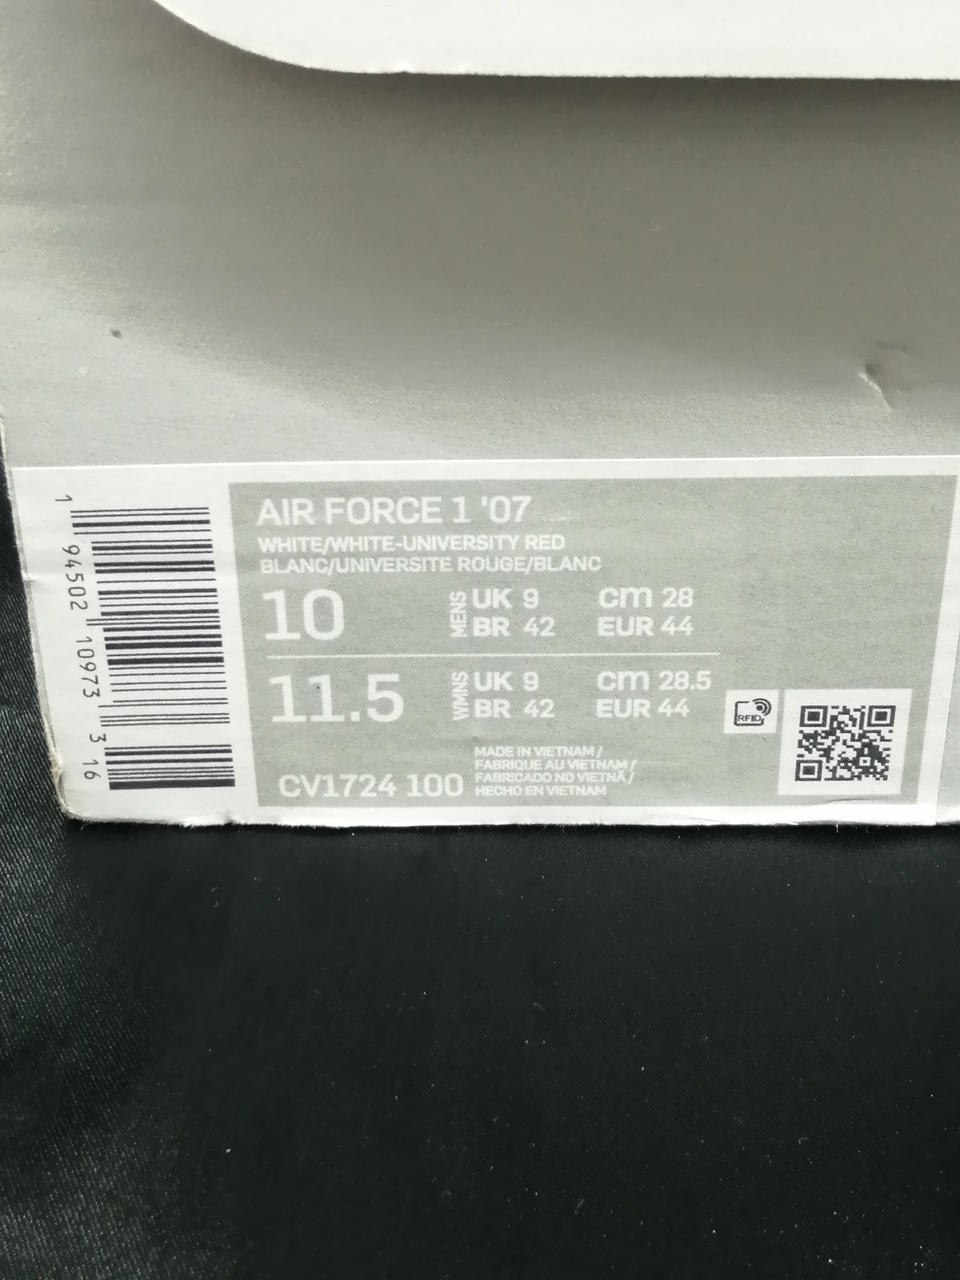 AIR FORCE 1 '07
WHITE/WHITE-UNIVERSITY RED
BLANC/UNIVERSITE ROUGE/BLANC
10 MENS UK 9 cm 28
BR 42 EUR 44
11.5 WMNS UK 9 cm 28.5
BR 42 EUR 44
RFID
CV1724 100
MADE IN VIETNAM /
FABRIQUE AU VIETNAM /
FABRICADO NO VIETNÃ /
HECHO EN VIETNAM
1 94502 10973 3 16